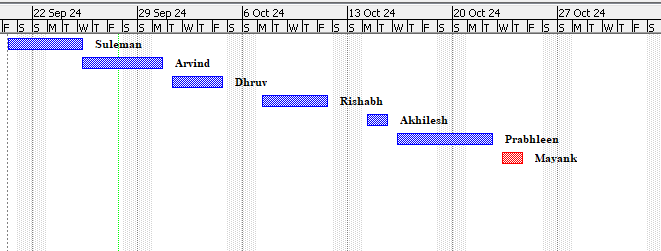 22 Sep 24 29 Sep 24 6 Oct 24 13 Oct 24 20 Oct 24 27 Oct 24
F S S M T W T F S S M T W T F S S M T W T F S S M T W T F S S M T W T F S S M T W T F S
Suleman
Arvind
Dhruv
Rishabh
Akhilesh
Prabhleen
Mayank